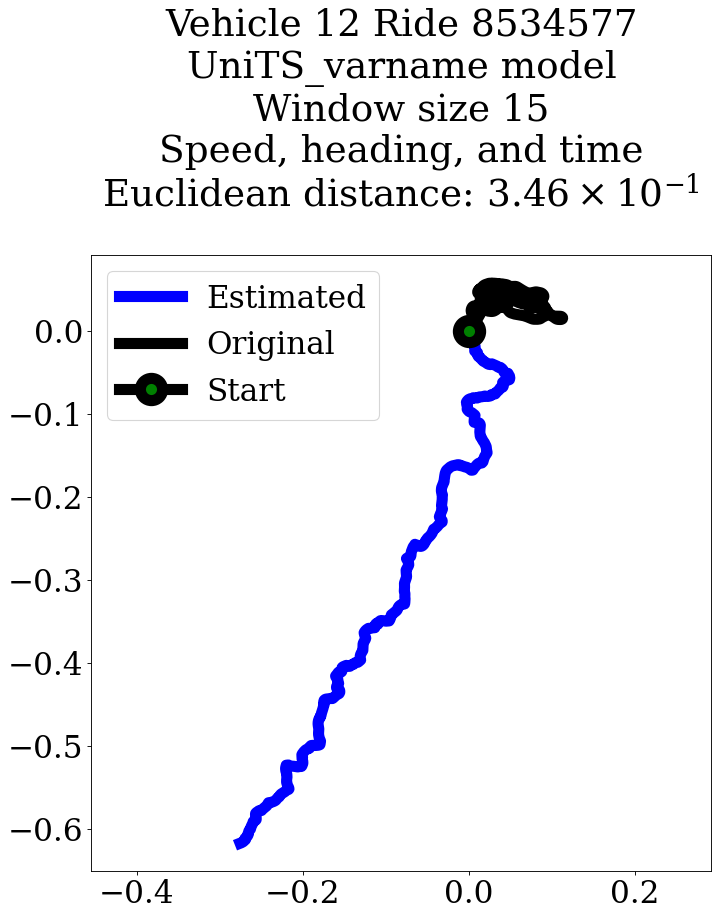 Vehicle 12 Ride 8534577
UniTS_varname model
Window size 15
Speed, heading, and time
Euclidean distance: 3.46 × 10⁻¹
Estimated
Original
Start
0.0
−0.1
−0.2
−0.3
−0.4
−0.5
−0.6
−0.4 −0.2 0.0 0.2